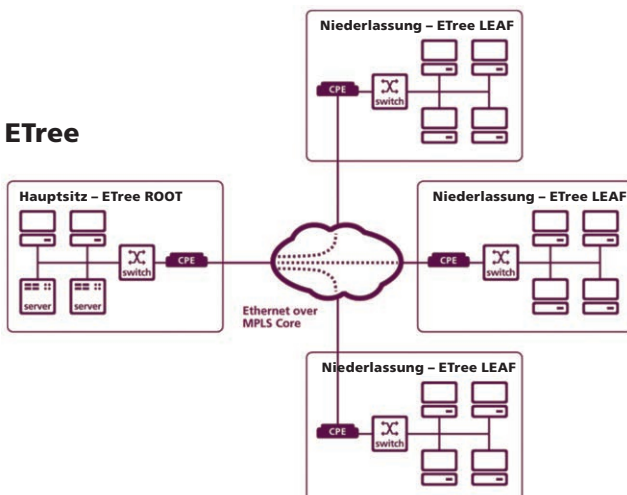 Niederlassung – ETree LEAF
CPE
switch
ETree
Hauptsitz – ETree ROOT
switch
CPE
server
server
Ethernet over
MPLS Core
Niederlassung – ETree LEAF
CPE
switch
Niederlassung – ETree LEAF
CPE
switch